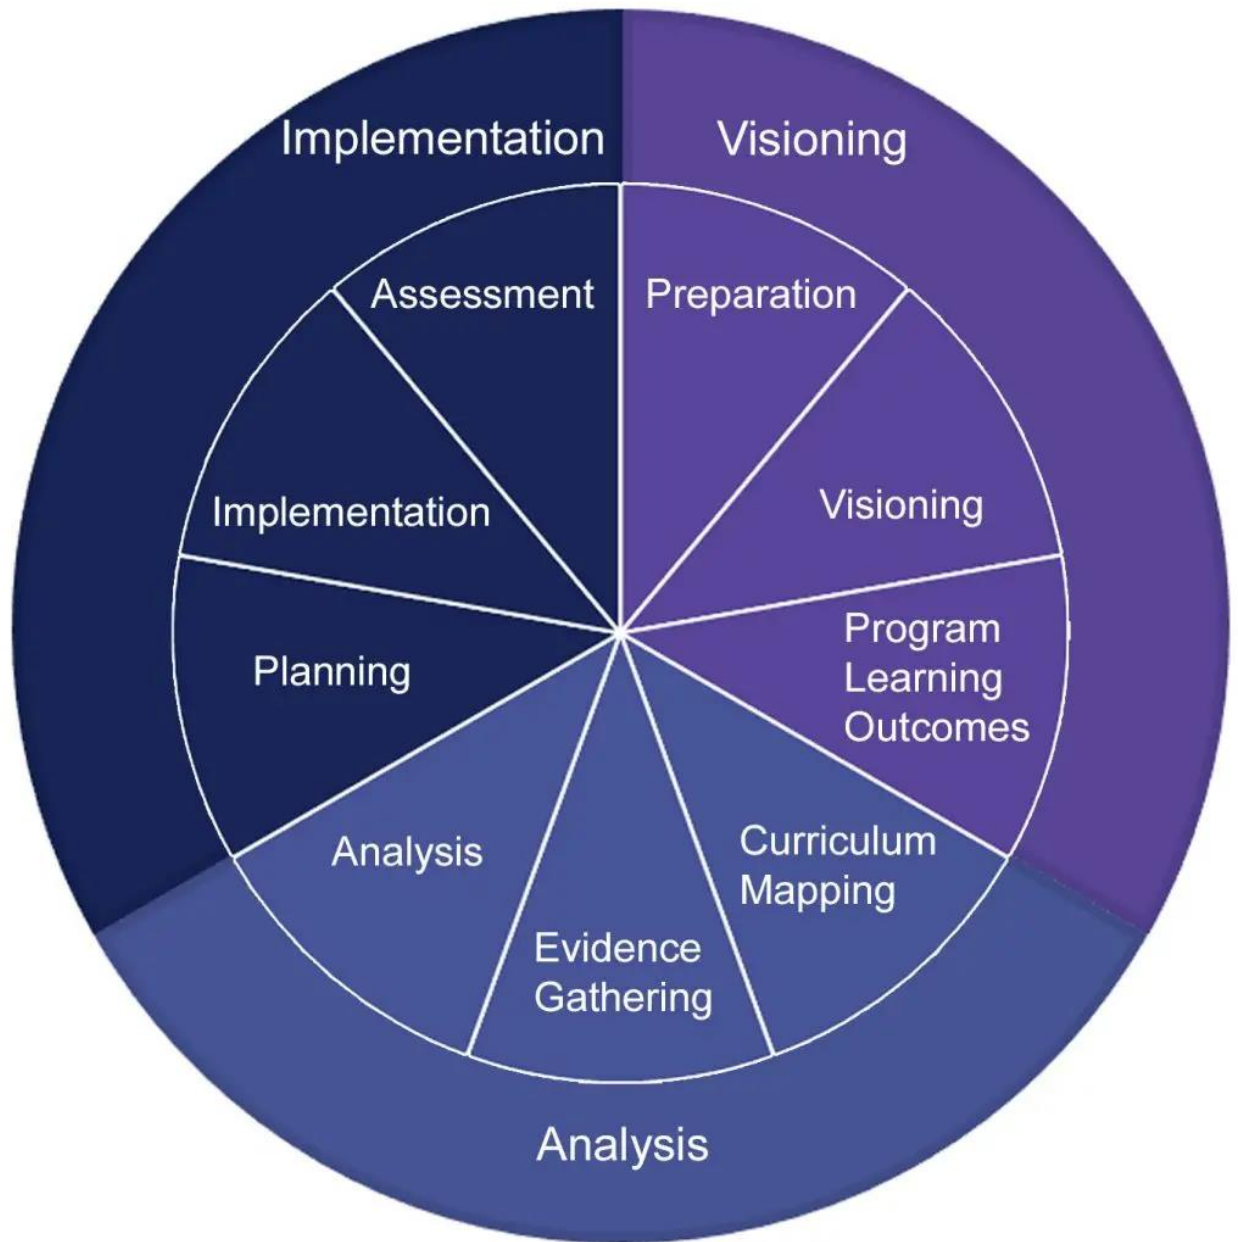 Implementation
Visioning
Assessment
Preparation
Implementation
Visioning
Planning
Program
Learning
Outcomes
Analysis
Curriculum
Mapping
Evidence
Gathering
Analysis